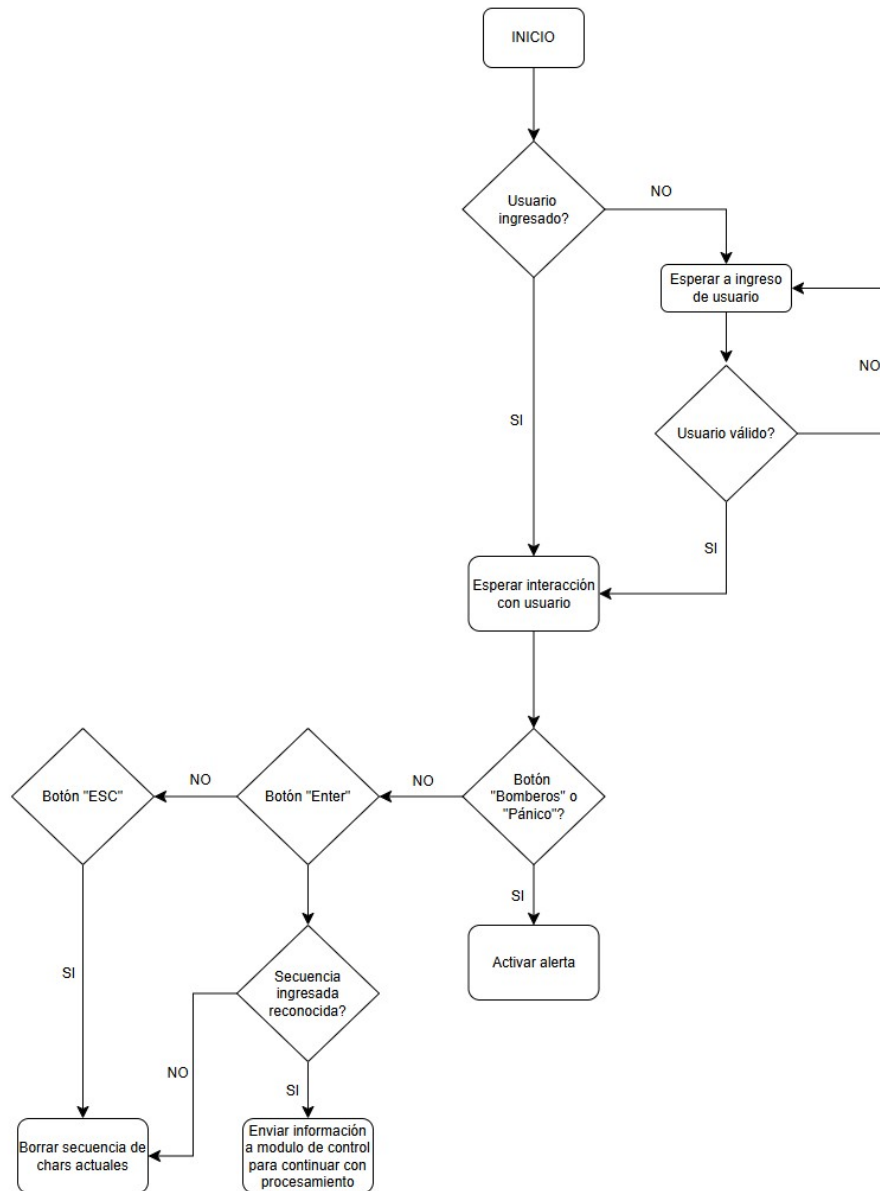 INICIO
Usuario
ingresado?
NO
Esperar a ingreso
de usuario
NO
SI
Usuario válido?
SI
Esperar interacción
con usuario
Botón "ESC"
NO
Botón "Enter"
NO
Botón
"Bomberos" o
"Pánico"?
SI
Activar alerta
SI
Secuencia
ingresada
reconocida?
NO
SI
Borrar secuencia de
chars actuales
Enviar información
a modulo de control
para continuar con
procesamiento